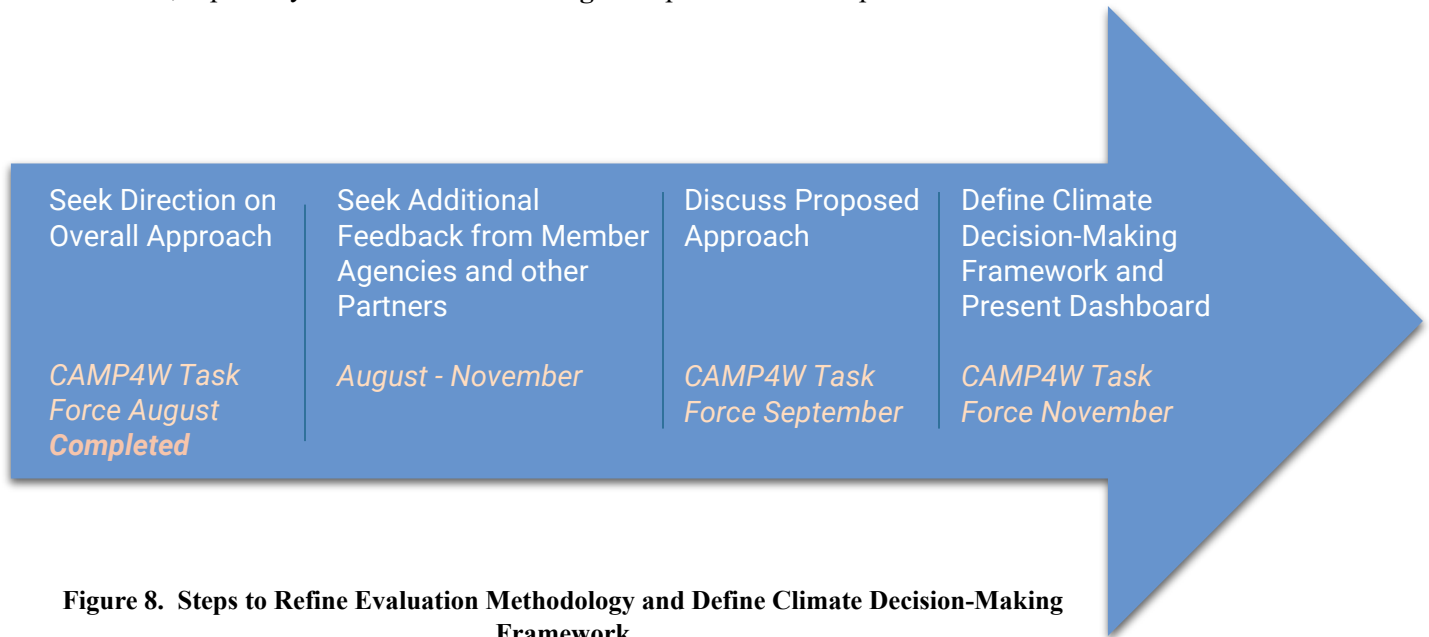 Seek Direction on
Overall Approach
CAMP4W Task
Force August
Completed
Seek Additional
Feedback from Member
Agencies and other
Partners
August - November
Discuss Proposed
Approach
CAMP4W Task
Force September
Define Climate
Decision-Making
Framework and
Present Dashboard
CAMP4W Task
Force November
Figure 8. Steps to Refine Evaluation Methodology and Define Climate Decision-Making
Framework